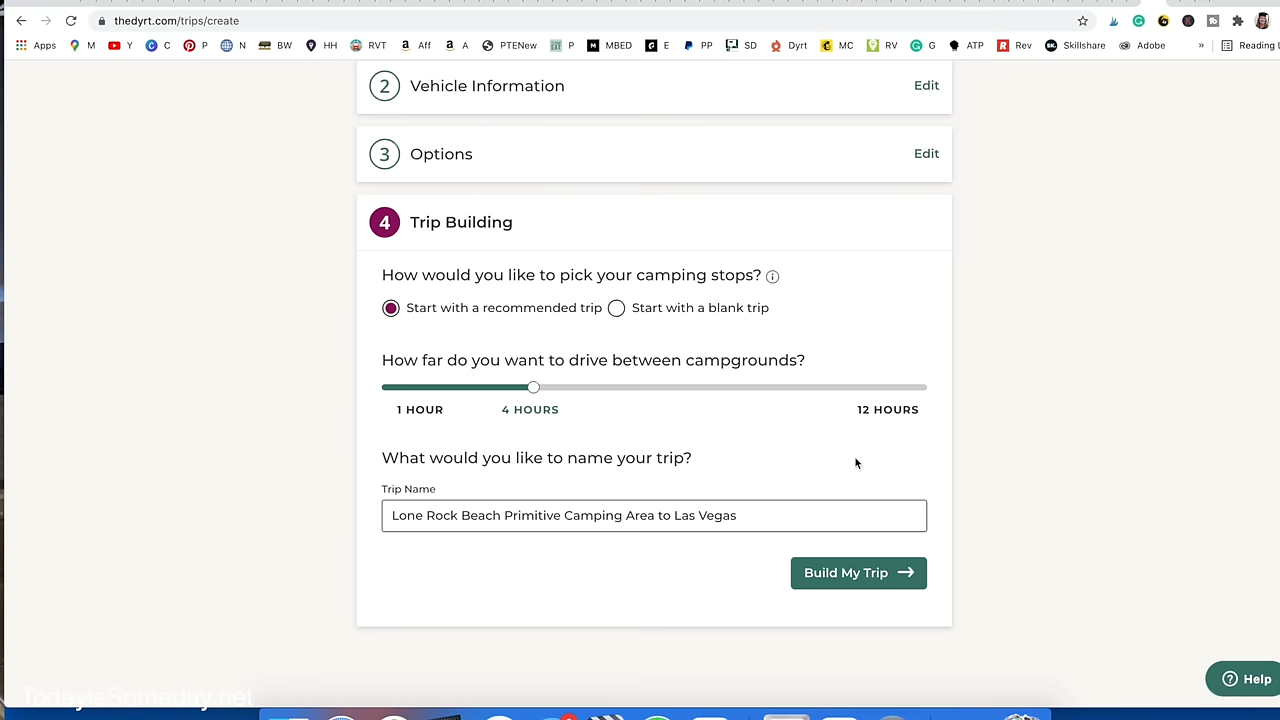 thedyrt.com/trips/create
Apps M Y C P N BW HH RVT Aff A PTENew P MBED E PP SD Dyrt MC RV G ATP Rev Skillshare Adobe » Reading L
2 Vehicle Information Edit
3 Options Edit
4 Trip Building
How would you like to pick your camping stops?
Start with a recommended trip Start with a blank trip
How far do you want to drive between campgrounds?
1 HOUR 4 HOURS 12 HOURS
What would you like to name your trip?
Trip Name
Lone Rock Beach Primitive Camping Area to Las Vegas
Build My Trip →
Help
TodayisSomeday.net